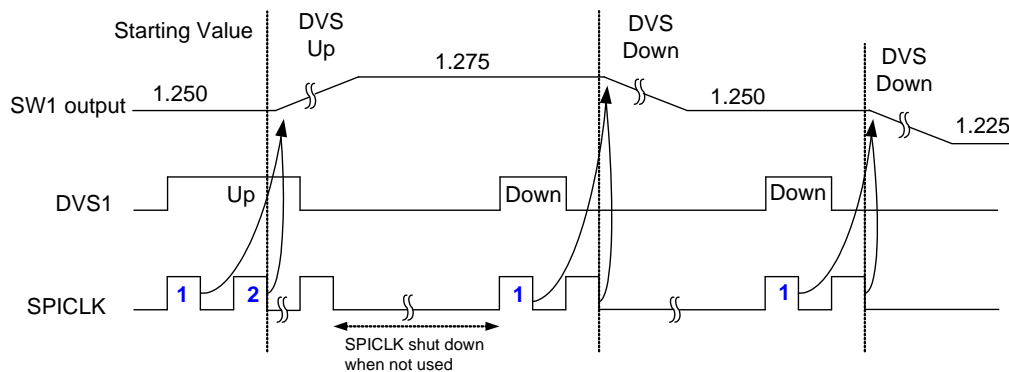 Starting Value
DVS
Up
DVS
Down
DVS
Down
SW1 output
1.250
1.275
1.250
1.225
DVS1
Up
Down
Down
SPICLK
1
2
1
1
SPICLK shut down
when not used